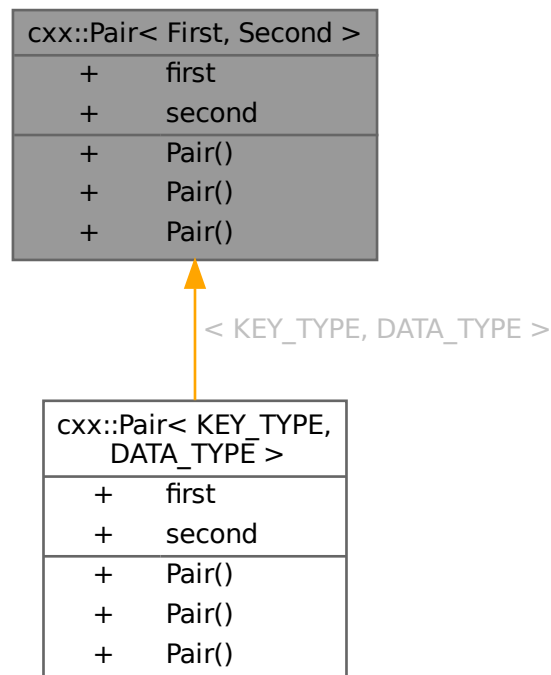 cxx::Pair< First, Second >
+ first
+ second
+ Pair()
+ Pair()
+ Pair()
< KEY_TYPE, DATA_TYPE >
cxx::Pair< KEY_TYPE,
DATA_TYPE >
+ first
+ second
+ Pair()
+ Pair()
+ Pair()